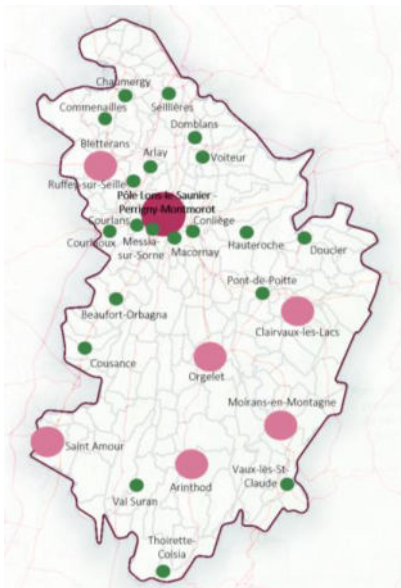 Chaumergy
Seillières
Commenailles
Domblans
Bletterans
Voiteur
Arlay
Ruffey-sur-Seille
Pôle Lons-le Saunier -
Perrigny-Montmorot
Courlans
Conliège
Courlaoux
Messia-
sur-Sorne
Macornay
Hauteroche
Doucier
Pont-de-Poitte
Beaufort-Orbagna
Clairvaux-les-Lacs
Cousance
Orgelet
Moirans-en-Montagne
Saint Amour
Arinthod
Vaux-lès-St-
Claude
Val Suran
Thoirette-
Coisia